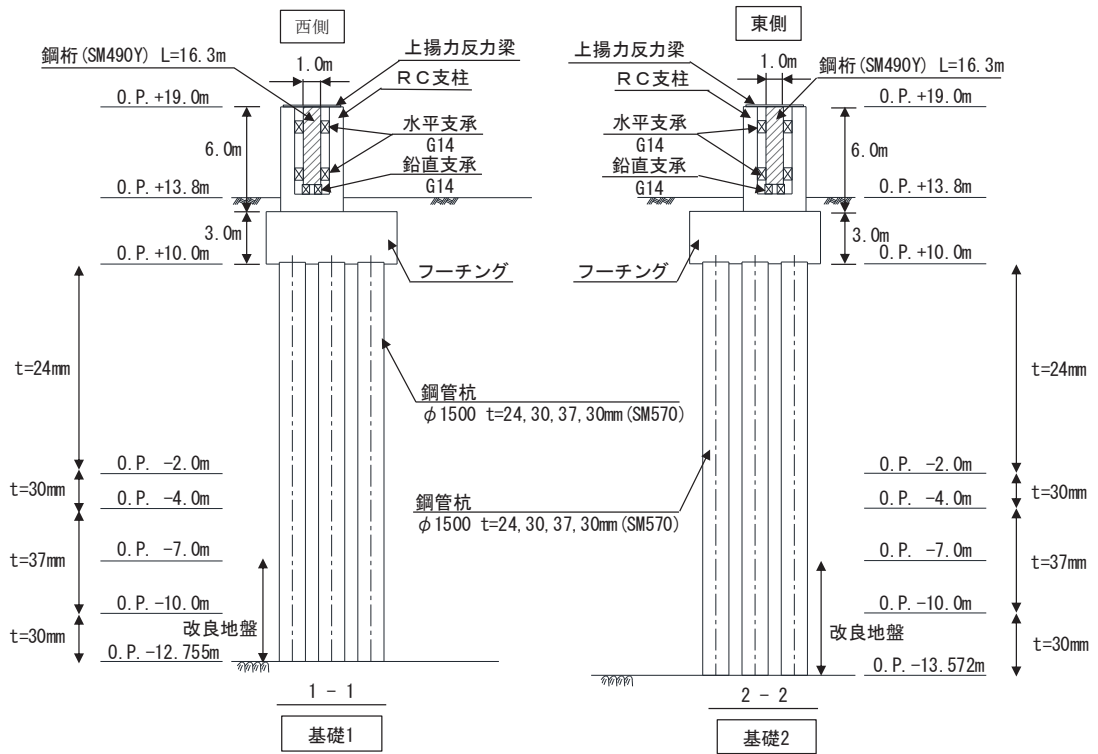 西側
鋼桁(SM490Y) L=16.3m
1.0m
上揚力反力梁
RC支柱
O.P.+19.0m
水平支承
G14
6.0m
鉛直支承
G14
O.P.+13.8m
3.0m
O.P.+10.0m
フーチング
t=24mm
鋼管杭
φ1500 t=24,30,37,30mm(SM570)
O.P. -2.0m
t=30mm
O.P. -4.0m
t=37mm
O.P. -7.0m
O.P.-10.0m
t=30mm
改良地盤
O.P.-12.755m
1 - 1
基礎1
東側
上揚力反力梁
1.0m
鋼桁(SM490Y) L=16.3m
RC支柱
O.P.+19.0m
水平支承
G14
6.0m
鉛直支承
G14
O.P.+13.8m
3.0m
O.P.+10.0m
フーチング
t=24mm
O.P. -2.0m
t=30mm
O.P. -4.0m
鋼管杭
φ1500 t=24,30,37,30mm(SM570)
t=37mm
O.P. -7.0m
O.P.-10.0m
改良地盤
t=30mm
O.P.-13.572m
2 - 2
基礎2